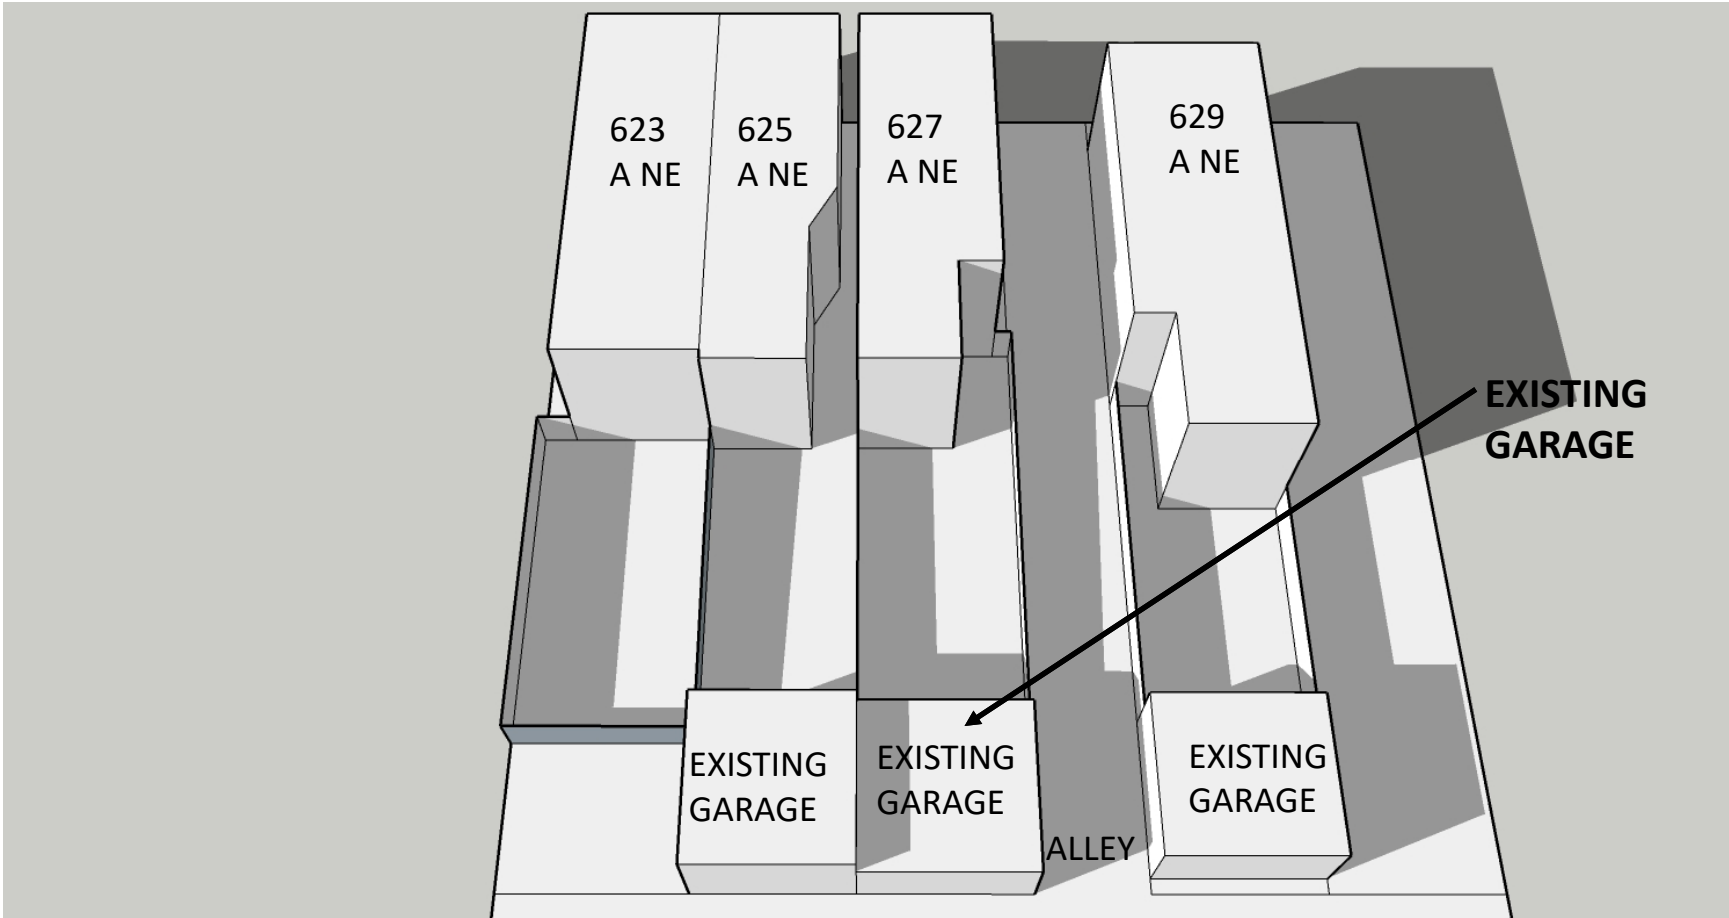 623
A NE
625
A NE
627
A NE
629
A NE
EXISTING
GARAGE
EXISTING
GARAGE
EXISTING
GARAGE
EXISTING
GARAGE
ALLEY